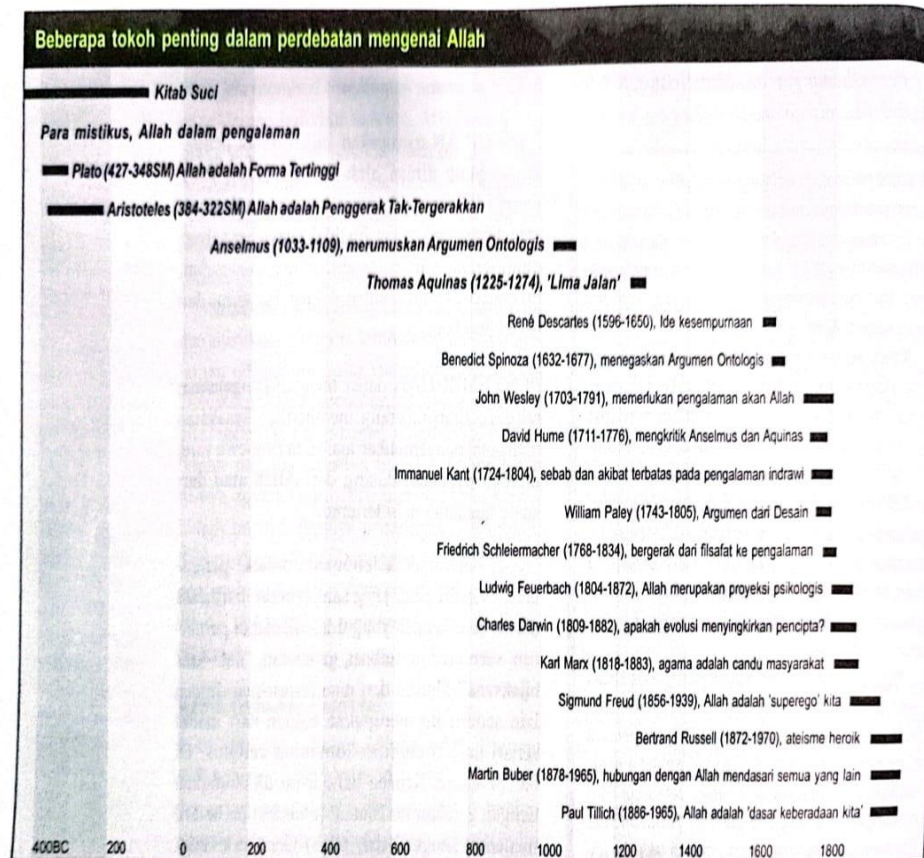 Beberapa tokoh penting dalam perdebatan mengenai Allah
Kitab Suci
Para mistikus, Allah dalam pengalaman
Plato (427-348SM) Allah adalah Forma Tertinggi
Aristoteles (384-322SM) Allah adalah Penggerak Tak-Tergerakkan
Anselmus (1033-1109), merumuskan Argumen Ontologis
Thomas Aquinas (1225-1274), 'Lima Jalan'
René Descartes (1596-1650), Ide kesempurnaan
Benedict Spinoza (1632-1677), menegaskan Argumen Ontologis
John Wesley (1703-1791), memerlukan pengalaman akan Allah
David Hume (1711-1776), mengkritik Anselmus dan Aquinas
Immanuel Kant (1724-1804), sebab dan akibat terbatas pada pengalaman indrawi
William Paley (1743-1805), Argumen dari Desain
Friedrich Schleiermacher (1768-1834), bergerak dari filsafat ke pengalaman
Ludwig Feuerbach (1804-1872), Allah merupakan proyeksi psikologis
Charles Darwin (1809-1882), apakah evolusi menyingkirkan pencipta?
Karl Marx (1818-1883), agama adalah candu masyarakat
Sigmund Freud (1856-1939), Allah adalah 'superego' kita
Bertrand Russell (1872-1970), ateisme heroik
Martin Buber (1878-1965), hubungan dengan Allah mendasari semua yang lain
Paul Tillich (1886-1965), Allah adalah 'dasar keberadaan kita'
400BC 200 0 200 400 600 800 1000 1200 1400 1600 1800